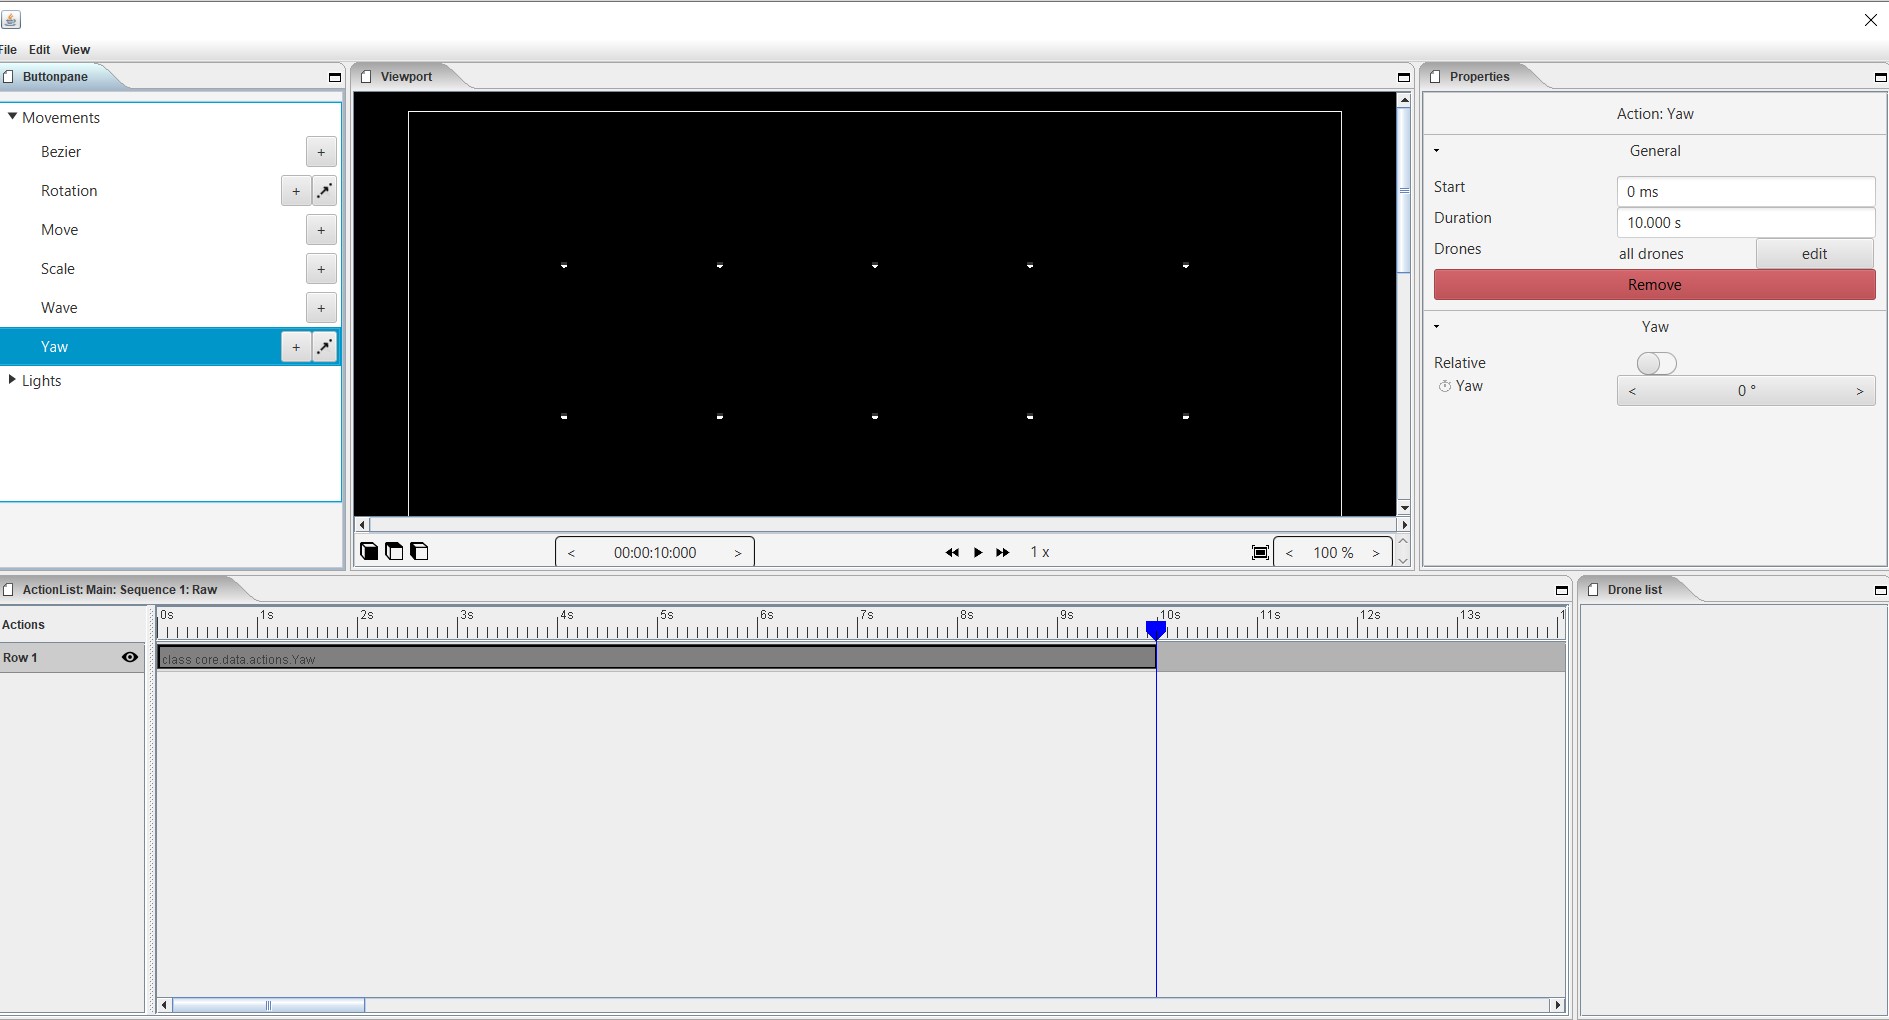 File Edit View
Buttonpane
Movements
Bezier +
Rotation +
Move +
Scale +
Wave +
Yaw +
Lights
Viewport
< 00:00:10:000 >
1 x
< 100 % >
Properties
Action: Yaw
General
Start 0 ms
Duration 10.000 s
Drones all drones edit
Remove
Yaw
Relative
Yaw < 0 ° >
ActionList: Main: Sequence 1: Raw
Actions
0s 1s 2s 3s 4s 5s 6s 7s 8s 9s 10s 11s 12s 13s 1
Row 1
class core.data.actions.Yaw
Drone list